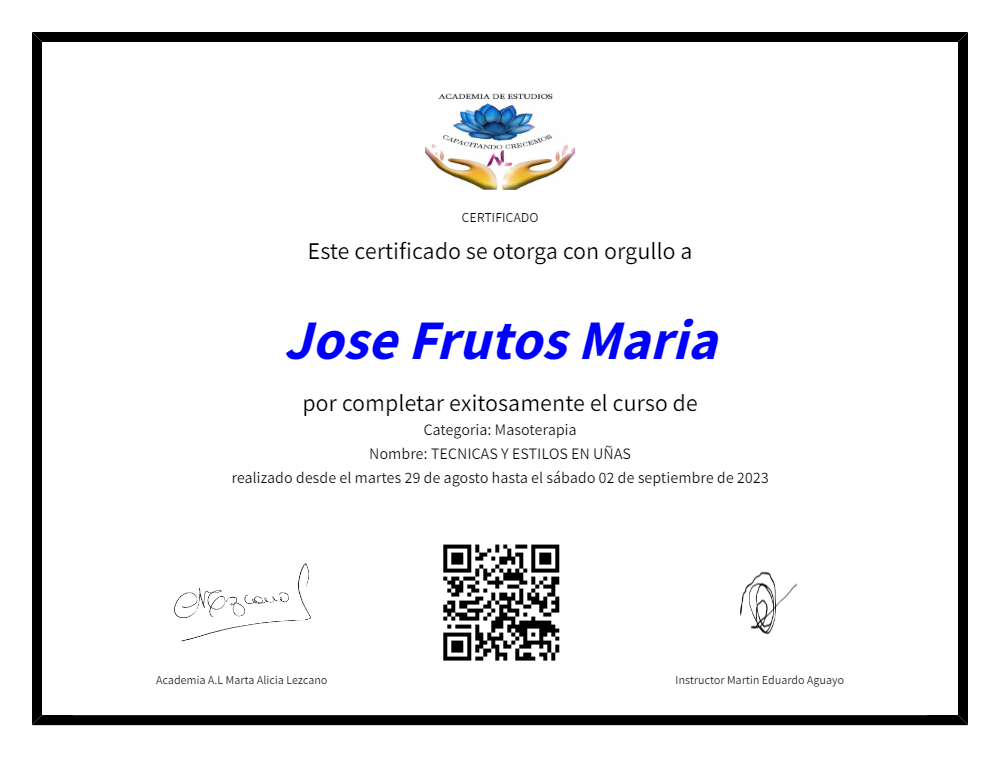 ACADEMIA DE ESTUDIOS
CAPACITANDO CRECEMOS
AL
CERTIFICADO
Este certificado se otorga con orgullo a
Jose Frutos Maria
por completar exitosamente el curso de
Categoria: Masoterapia
Nombre: TECNICAS Y ESTILOS EN UÑAS
realizado desde el martes 29 de agosto hasta el sábado 02 de septiembre de 2023
Academia A.L Marta Alicia Lezcano
Instructor Martin Eduardo Aguayo